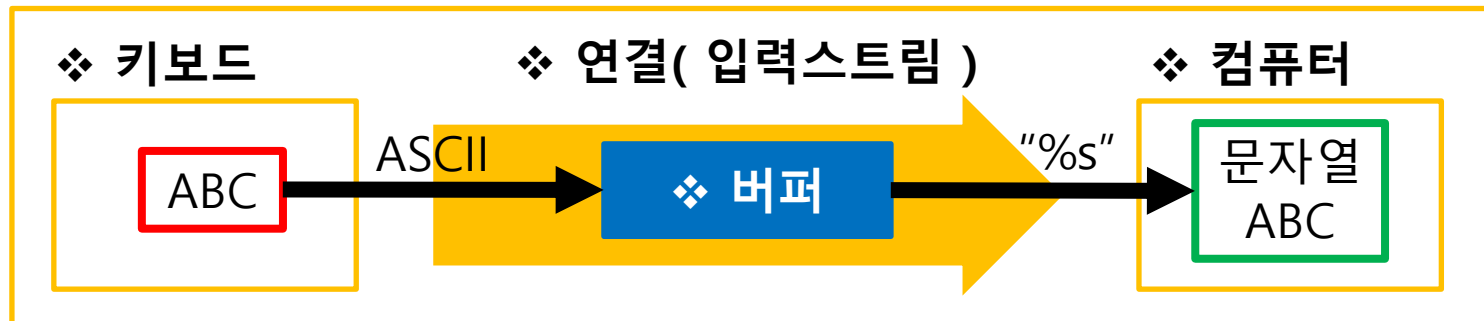 ❖ 키보드
❖ 연결( 입력스트림 )
❖ 컴퓨터
ABC
ASCII
❖ 버퍼
"%s"
문자열
ABC